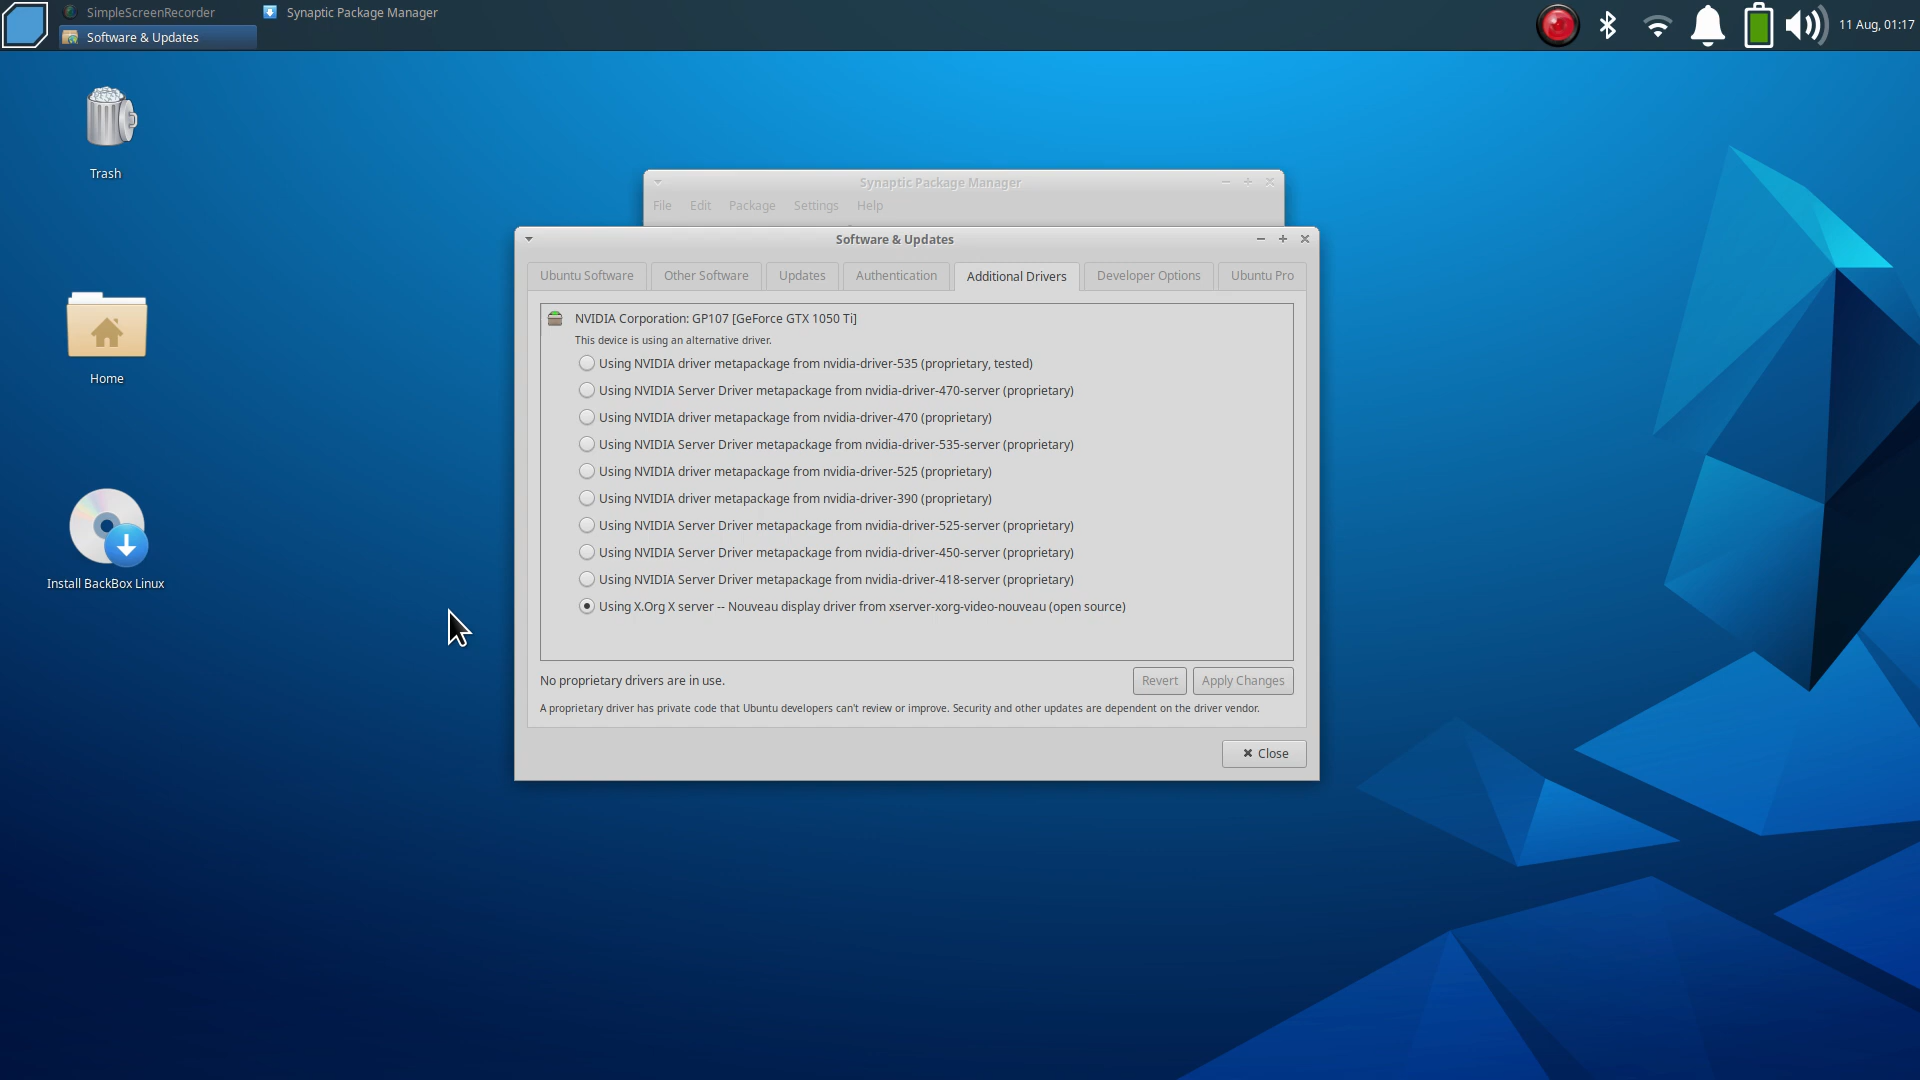 SimpleScreenRecorder
Synaptic Package Manager
Software & Updates
11 Aug, 01:17
Trash
Home
Install BackBox Linux
Synaptic Package Manager
File Edit Package Settings Help
Software & Updates
Ubuntu Software Other Software Updates Authentication Additional Drivers Developer Options Ubuntu Pro
NVIDIA Corporation: GP107 [GeForce GTX 1050 Ti]
This device is using an alternative driver.
Using NVIDIA driver metapackage from nvidia-driver-535 (proprietary, tested)
Using NVIDIA Server Driver metapackage from nvidia-driver-470-server (proprietary)
Using NVIDIA driver metapackage from nvidia-driver-470 (proprietary)
Using NVIDIA Server Driver metapackage from nvidia-driver-535-server (proprietary)
Using NVIDIA driver metapackage from nvidia-driver-525 (proprietary)
Using NVIDIA driver metapackage from nvidia-driver-390 (proprietary)
Using NVIDIA Server Driver metapackage from nvidia-driver-525-server (proprietary)
Using NVIDIA Server Driver metapackage from nvidia-driver-450-server (proprietary)
Using NVIDIA Server Driver metapackage from nvidia-driver-418-server (proprietary)
Using X.Org X server -- Nouveau display driver from xserver-xorg-video-nouveau (open source)
No proprietary drivers are in use.
Revert
Apply Changes
A proprietary driver has private code that Ubuntu developers can't review or improve. Security and other updates are dependent on the driver vendor.
Close